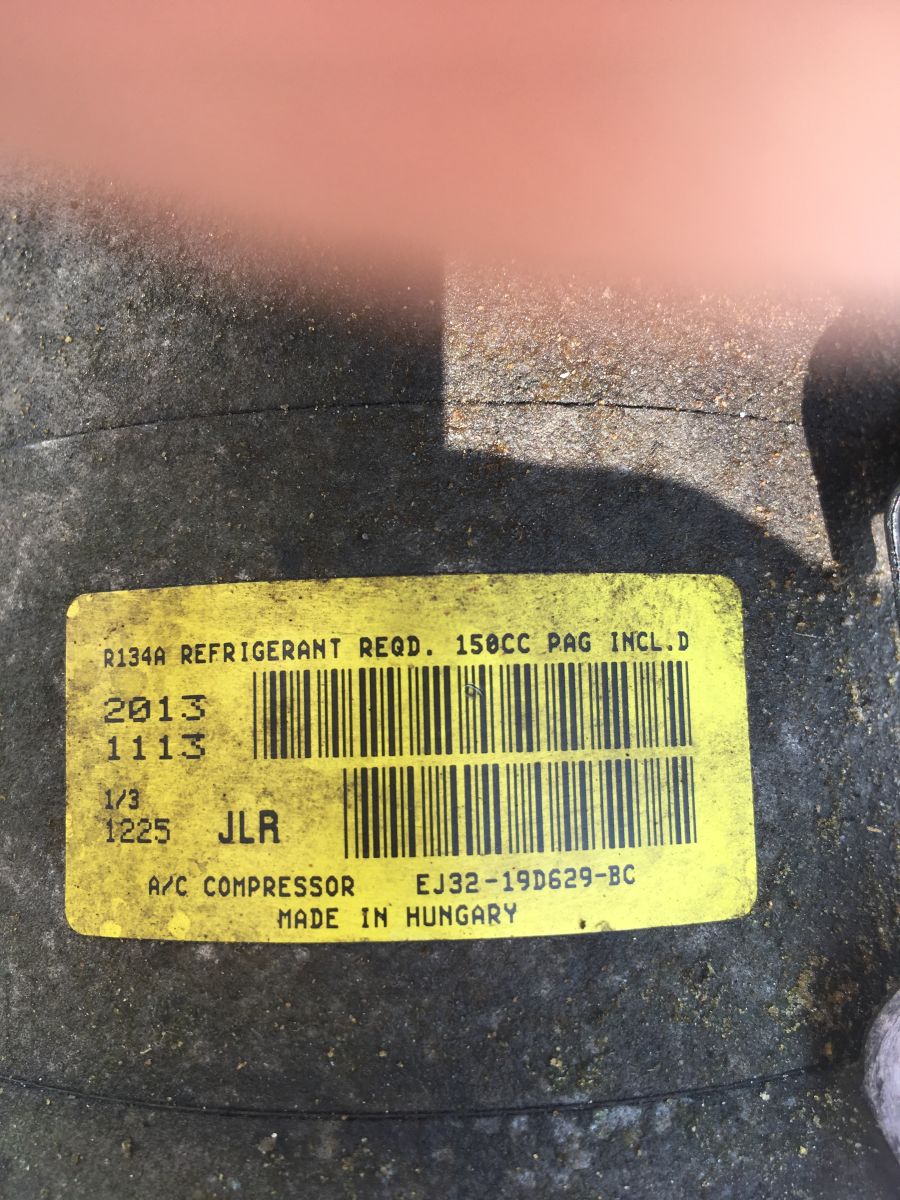 R134A REFRIGERANT REQD. 150CC PAG INCL.D
2013
1113
1/3
1225 JLR
A/C COMPRESSOR EJ32-19D629-BC
MADE IN HUNGARY